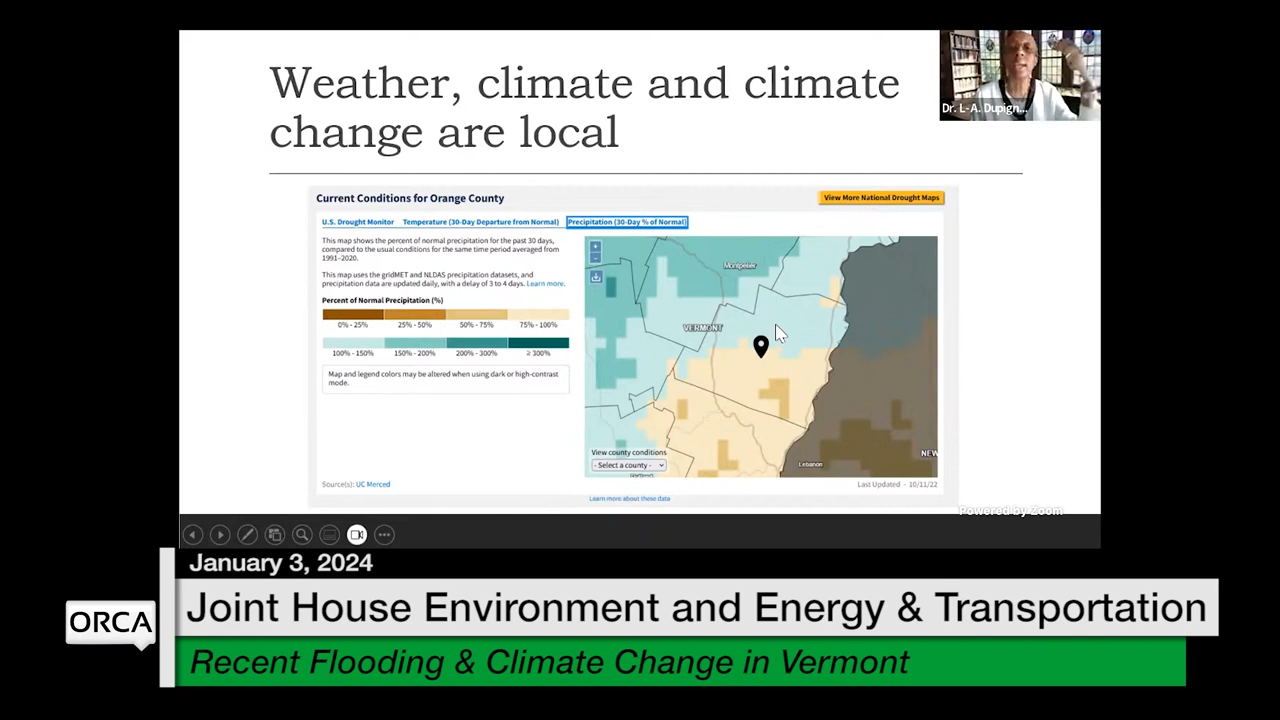 Weather, climate and climate
change are local
Dr. L-A. Dupign...
Current Conditions for Orange County
View More National Drought Maps
U.S. Drought Monitor Temperature (30-Day Departure from Normal) Precipitation (30-Day % of Normal)
This map shows the percent of normal precipitation for the past 30 days,
compared to the usual conditions for the same time period averaged from
1991–2020.
This map uses the gridMET and NLDAS precipitation datasets, and
precipitation data are updated daily, with a delay of 3 to 4 days. Learn more.
Percent of Normal Precipitation (%)
0% - 25% 25% - 50% 50% - 75% 75% - 100%
100% - 150% 150% - 200% 200% - 300% ≥ 300%
Map and legend colors may be altered when using dark or high-contrast
mode.
+
-
Montpelier
VERMONT
NEW
Lebanon
View county conditions
- Select a county -
Source(s): UC Merced
Last Updated - 10/11/22
Learn more about these data
Powered by Zoom
January 3, 2024
ORCA
Joint House Environment and Energy & Transportation
Recent Flooding & Climate Change in Vermont